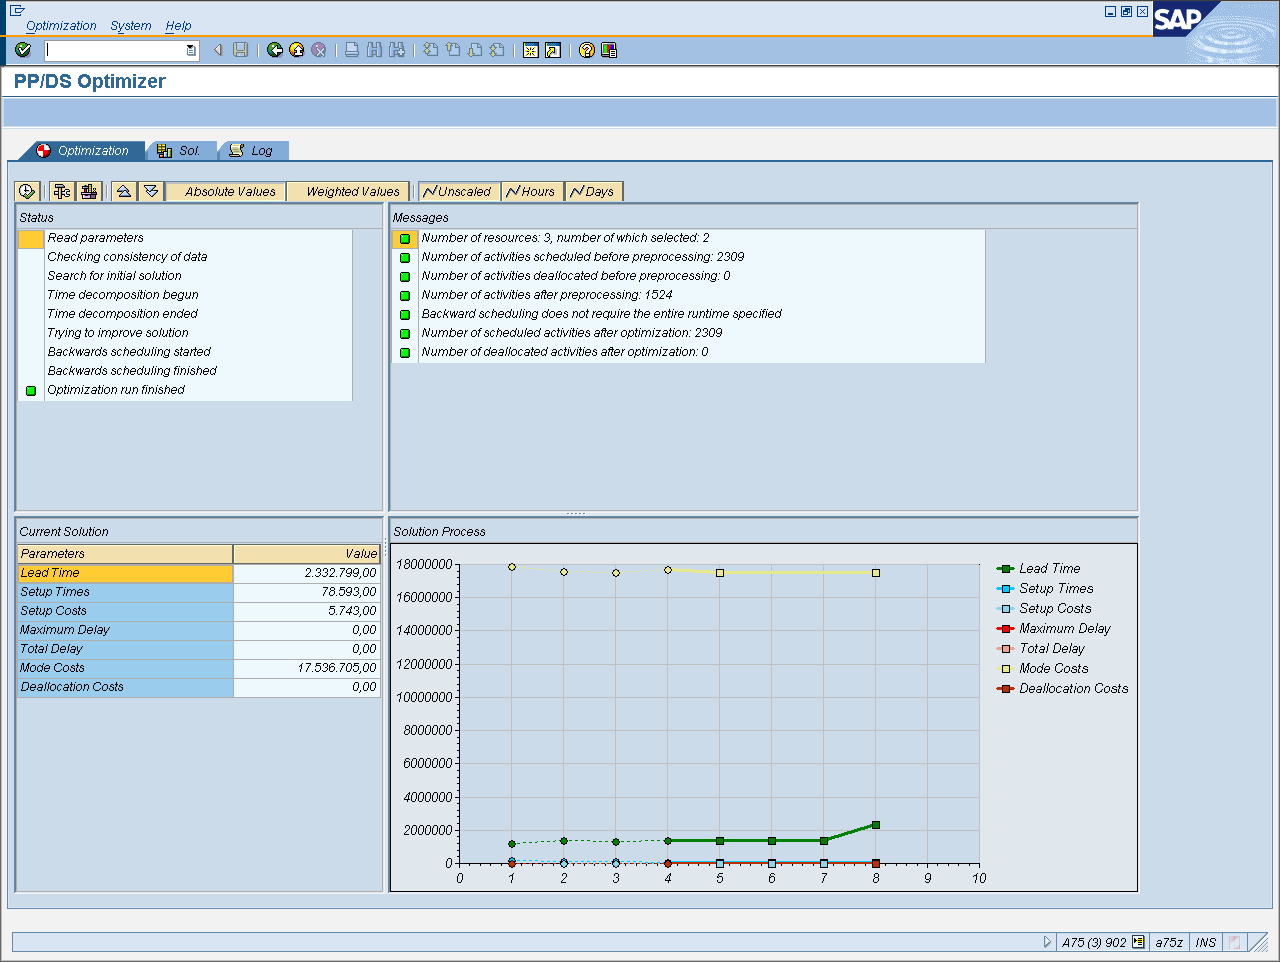 Optimization System Help
SAP
PP/DS Optimizer
Optimization Sol. Log
Absolute Values Weighted Values Unscaled Hours Days
Status
Read parameters
Checking consistency of data
Search for initial solution
Time decomposition begun
Time decomposition ended
Trying to improve solution
Backwards scheduling started
Backwards scheduling finished
Optimization run finished
Messages
Number of resources: 3, number of which selected: 2
Number of activities scheduled before preprocessing: 2309
Number of activities deallocated before preprocessing: 0
Number of activities after preprocessing: 1524
Backward scheduling does not require the entire runtime specified
Number of scheduled activities after optimization: 2309
Number of deallocated activities after optimization: 0
Current Solution
Parameters Value
Lead Time 2.332.799,00
Setup Times 78.593,00
Setup Costs 5.743,00
Maximum Delay 0,00
Total Delay 0,00
Mode Costs 17.536.705,00
Deallocation Costs 0,00
Solution Process
18000000
16000000
14000000
12000000
10000000
8000000
6000000
4000000
2000000
0
0 1 2 3 4 5 6 7 8 9 10
Lead Time
Setup Times
Setup Costs
Maximum Delay
Total Delay
Mode Costs
Deallocation Costs
A75 (3) 902 a75z INS